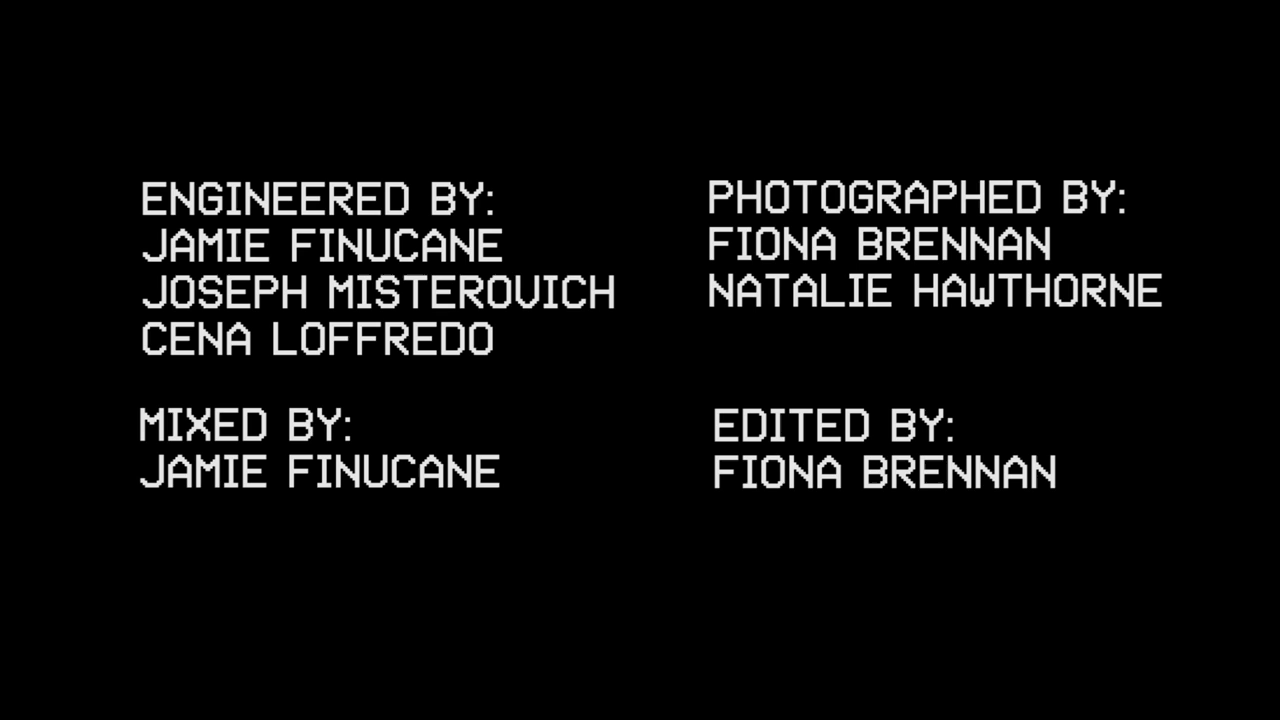 ENGINEERED BY:
JAMIE FINUCANE
JOSEPH MISTEROVICH
CENA LOFFREDO
MIXED BY:
JAMIE FINUCANE
PHOTOGRAPHED BY:
FIONA BRENNAN
NATALIE HAWTHORNE
EDITED BY:
FIONA BRENNAN